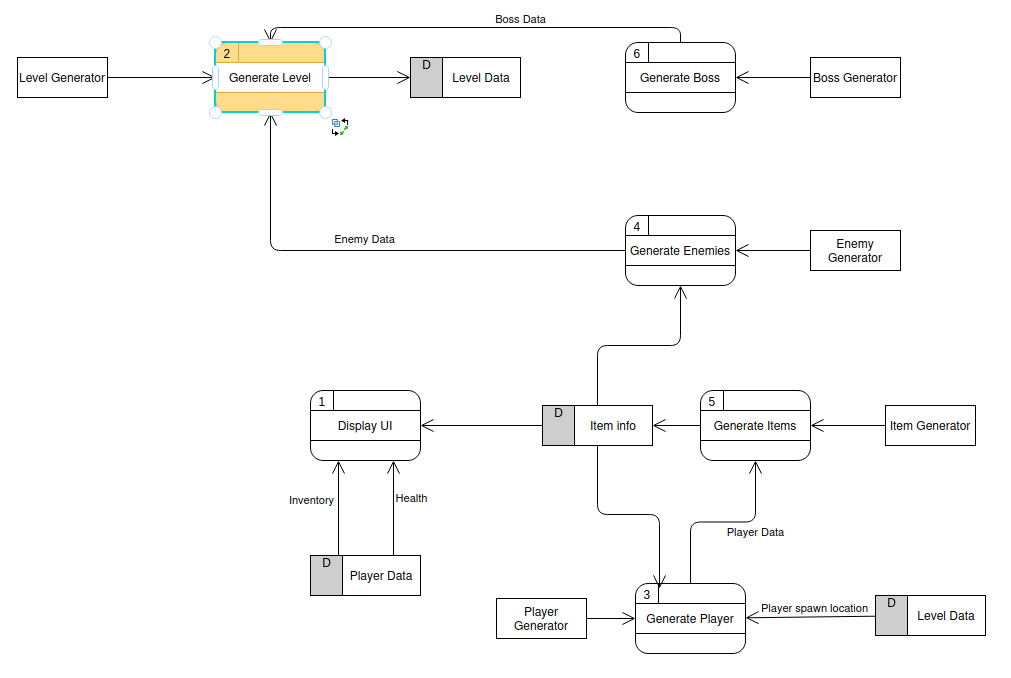 Boss Data
2
6
Level Generator
Generate Level
D
Level Data
Generate Boss
Boss Generator
4
Enemy Data
Generate Enemies
Enemy
Generator
1
D
5
Display UI
Item info
Generate Items
Item Generator
Inventory
Health
Player Data
D
Player Data
3
Player
Generator
Generate Player
Player spawn location
D
Level Data